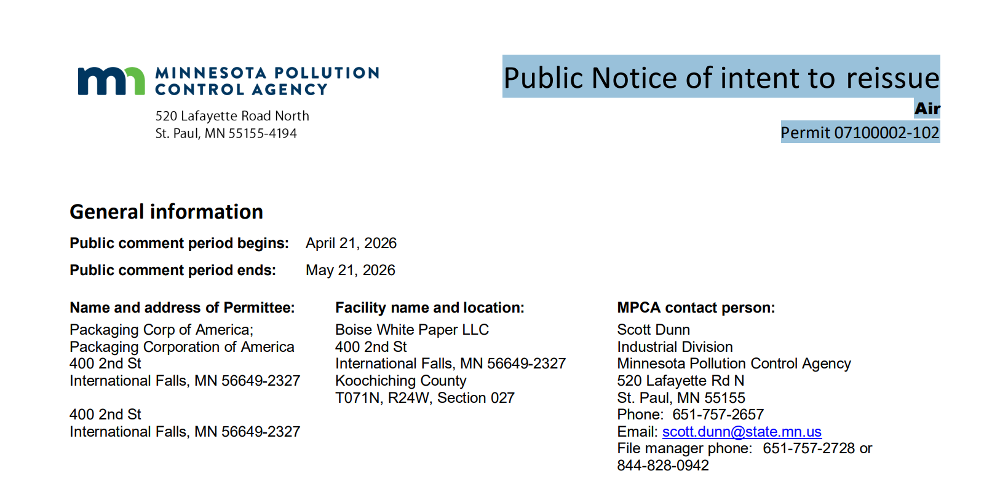 MINNESOTA POLLUTION
CONTROL AGENCY
520 Lafayette Road North
St. Paul, MN 55155-4194
Public Notice of intent to reissue
Air
Permit 07100002-102
General information
Public comment period begins: April 21, 2026
Public comment period ends: May 21, 2026
Name and address of Permittee:
Packaging Corp of America;
Packaging Corporation of America
400 2nd St
International Falls, MN 56649-2327
400 2nd St
International Falls, MN 56649-2327
Facility name and location:
Boise White Paper LLC
400 2nd St
International Falls, MN 56649-2327
Koochiching County
T071N, R24W, Section 027
MPCA contact person:
Scott Dunn
Industrial Division
Minnesota Pollution Control Agency
520 Lafayette Rd N
St. Paul, MN 55155
Phone: 651-757-2657
Email: scott.dunn@state.mn.us
File manager phone: 651-757-2728 or
844-828-0942